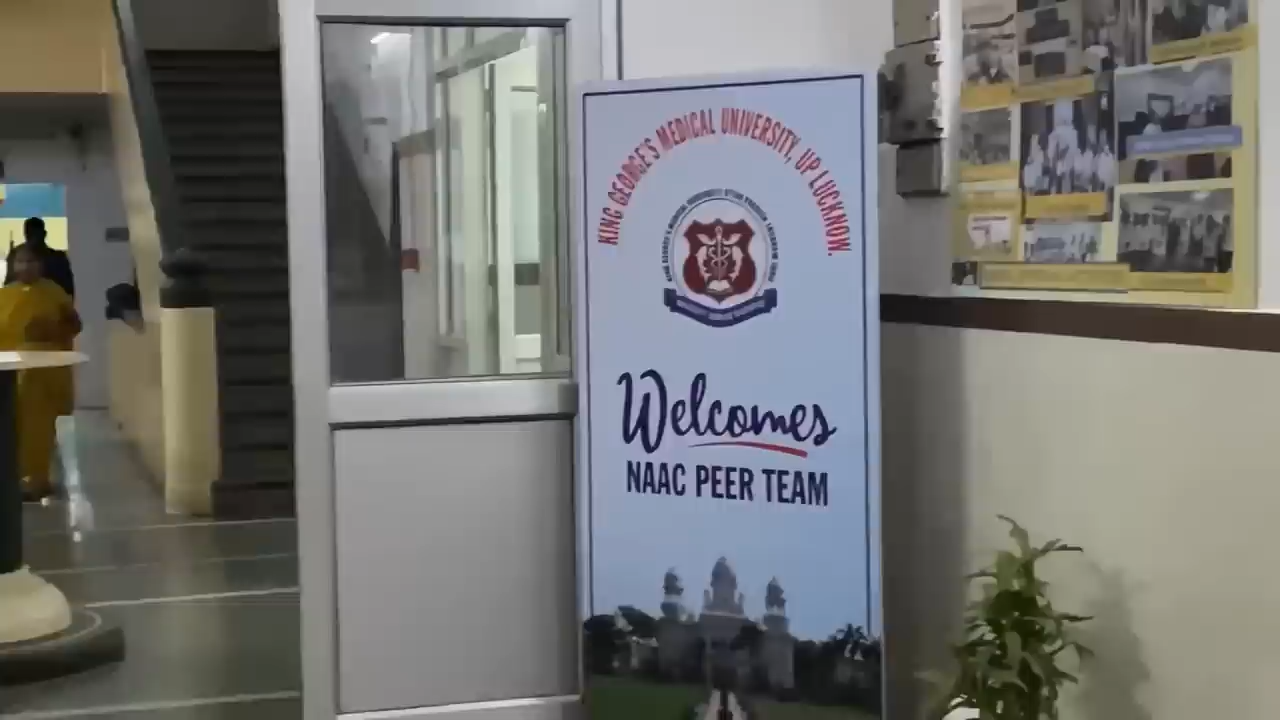 KING GEORGE'S MEDICAL UNIVERSITY, UP LUCKNOW.
Welcomes
NAAC PEER TEAM